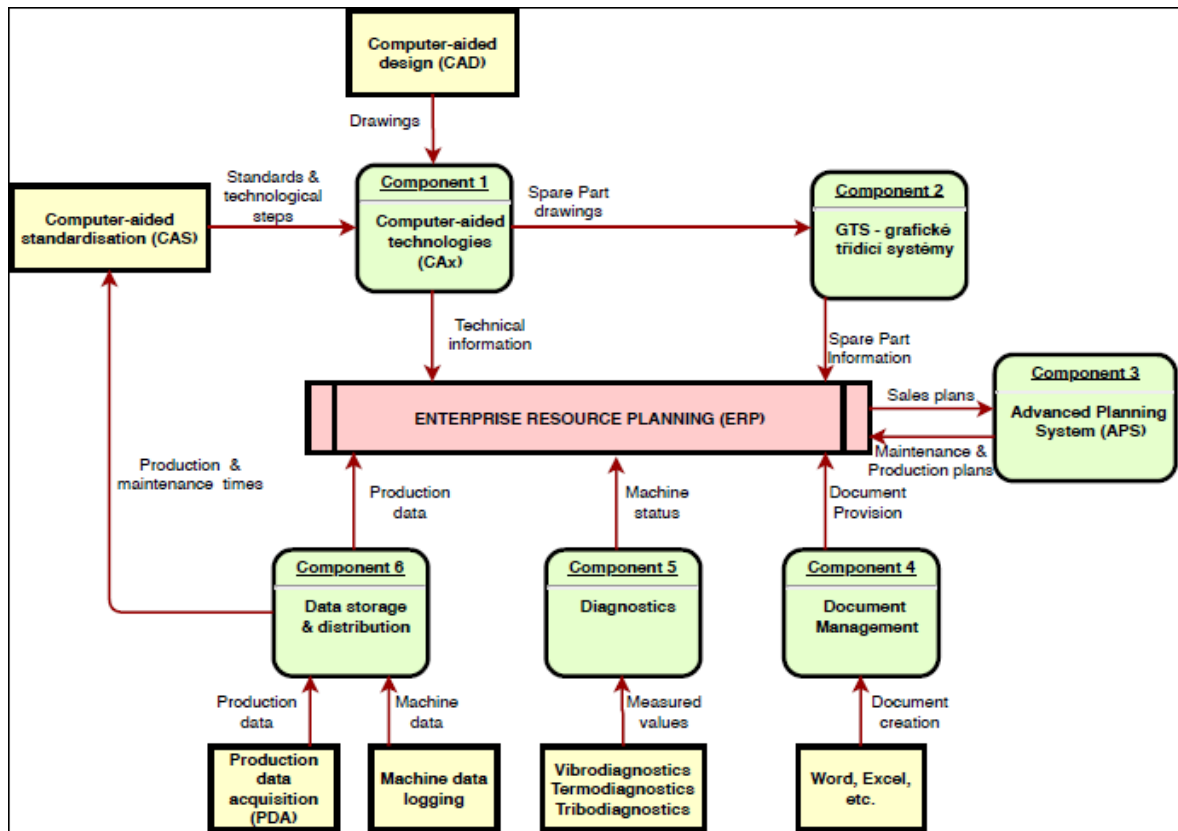 Computer-aided
design (CAD)
Drawings
Standards &
technological
steps
Component 1
Computer-aided
technologies
(CAx)
Spare Part
drawings
Component 2
GTS - grafické
třídicí systémy
Computer-aided
standardisation (CAS)
Technical
information
Spare Part
Information
Component 3
Advanced Planning
System (APS)
Sales plans
ENTERPRISE RESOURCE PLANNING (ERP)
Maintenance &
Production plans
Production &
maintenance times
Production
data
Machine
status
Document
Provision
Component 6
Data storage
& distribution
Component 5
Diagnostics
Component 4
Document
Management
Production
data
Machine
data
Measured
values
Document
creation
Production
data
acquisition
(PDA)
Machine data
logging
Vibrodiagnostics
Termodiagnostics
Tribodiagnostics
Word, Excel,
etc.